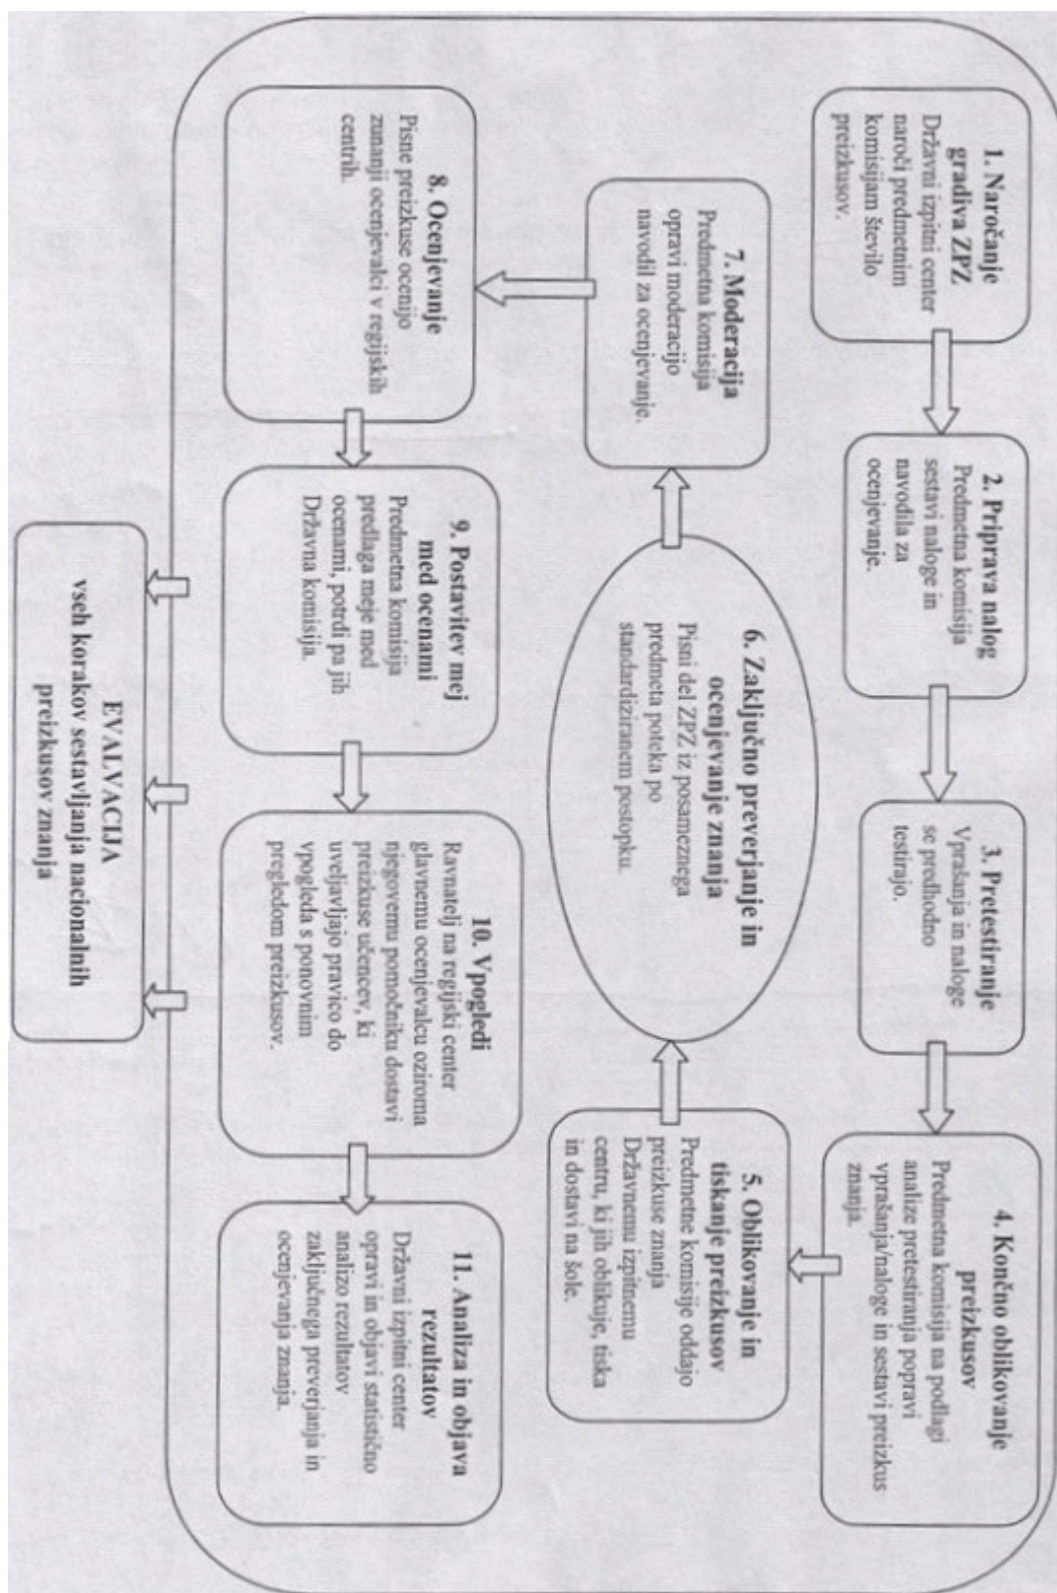 1. Naročanje
gradiva ZPZ
Državni izpitni center
naroči predmetnim
komisijam število
preizkusov.
2. Priprava nalog
Predmetna komisija
sestavi naloge in
navodila za
ocenjevanje.
3. Pretestiranje
Vprašanja in naloge
se predhodno
testirajo.
4. Končno oblikovanje
preizkusov
Predmetna komisija na podlagi
analize pretestiranja popravi
vprašanja/naloge in sestavi preizkus
znanja.
5. Oblikovanje in
tiskanje preizkusov
Predmetne komisije oddajo
preizkuse znanja
Državnemu izpitnemu
centru, ki jih oblikuje, tiska
in dostavi na šole.
6. Zaključno preverjanje in
ocenjevanje znanja
Pisni del ZPZ iz posameznega
predmeta poteka po
standardiziranem postopku.
7. Moderacija
Predmetna komisija
opravi moderacijo
navodil za ocenjevanje.
8. Ocenjevanje
Pisne preizkuse ocenijo
zunanji ocenjevalci v regijskih
centrih.
9. Postavitev mej
med ocenami
Predmetna komisija
predlaga meje med
ocenami, potrdi pa jih
Državna komisija.
10. Vpogledi
Ravnatelj na regijski center
glavnemu ocenjevalcu oziroma
njegovemu pomočniku dostavi
preizkuse učencev, ki
uveljavljajo pravico do
vpogleda s ponovnim
pregledom preizkusov.
11. Analiza in objava
rezultatov
Državni izpitni center
opravi in objavi statistično
analizo rezultatov
zaključnega preverjanja in
ocenjevanja znanja.
EVALVACIJA
vseh korakov sestavljanja nacionalnih
preizkusov znanja